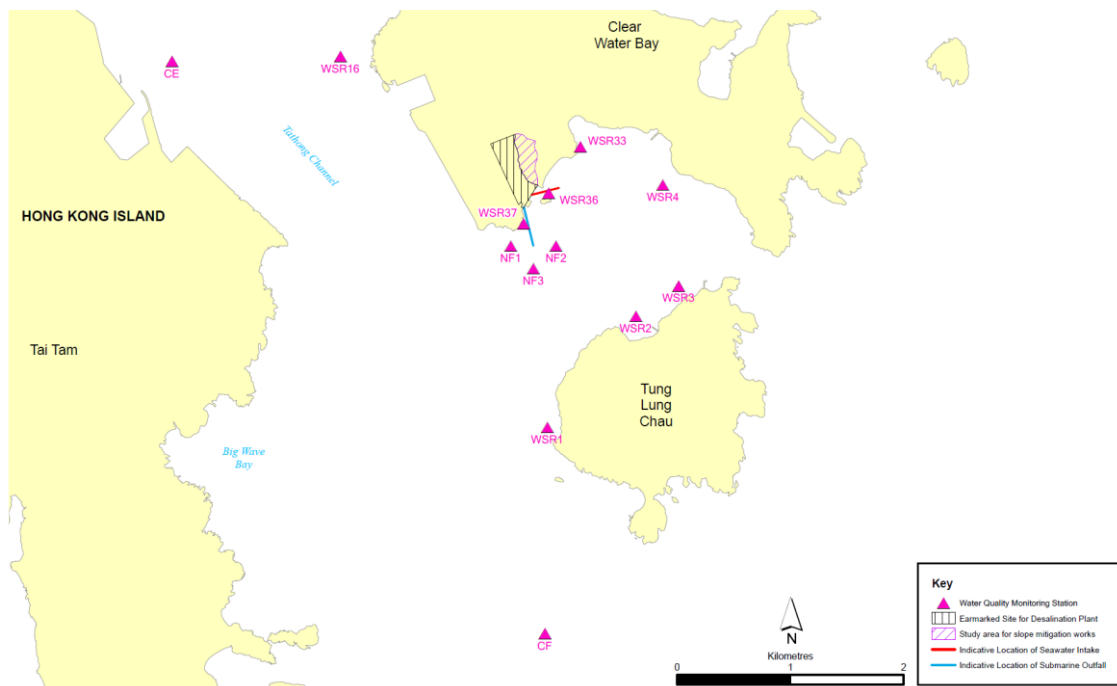 Clear
Water Bay
CE
WSR16
Tathong Channel
WSR33
WSR36
WSR4
HONG KONG ISLAND
WSR37
NF1
NF2
NF3
WSR3
WSR2
Tai Tam
Tung
Lung
Chau
WSR1
Big Wave
Bay
CF
N
Kilometres
0 1 2
Key
Water Quality Monitoring Station
Earmarked Site for Desalination Plant
Study area for slope mitigation works
Indicative Location of Seawater Intake
Indicative Location of Submarine Outfall